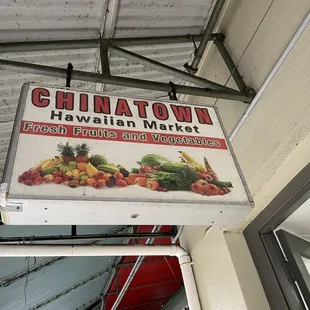 CHINATOWN
Hawaiian Market
Fresh Fruits and Vegetables